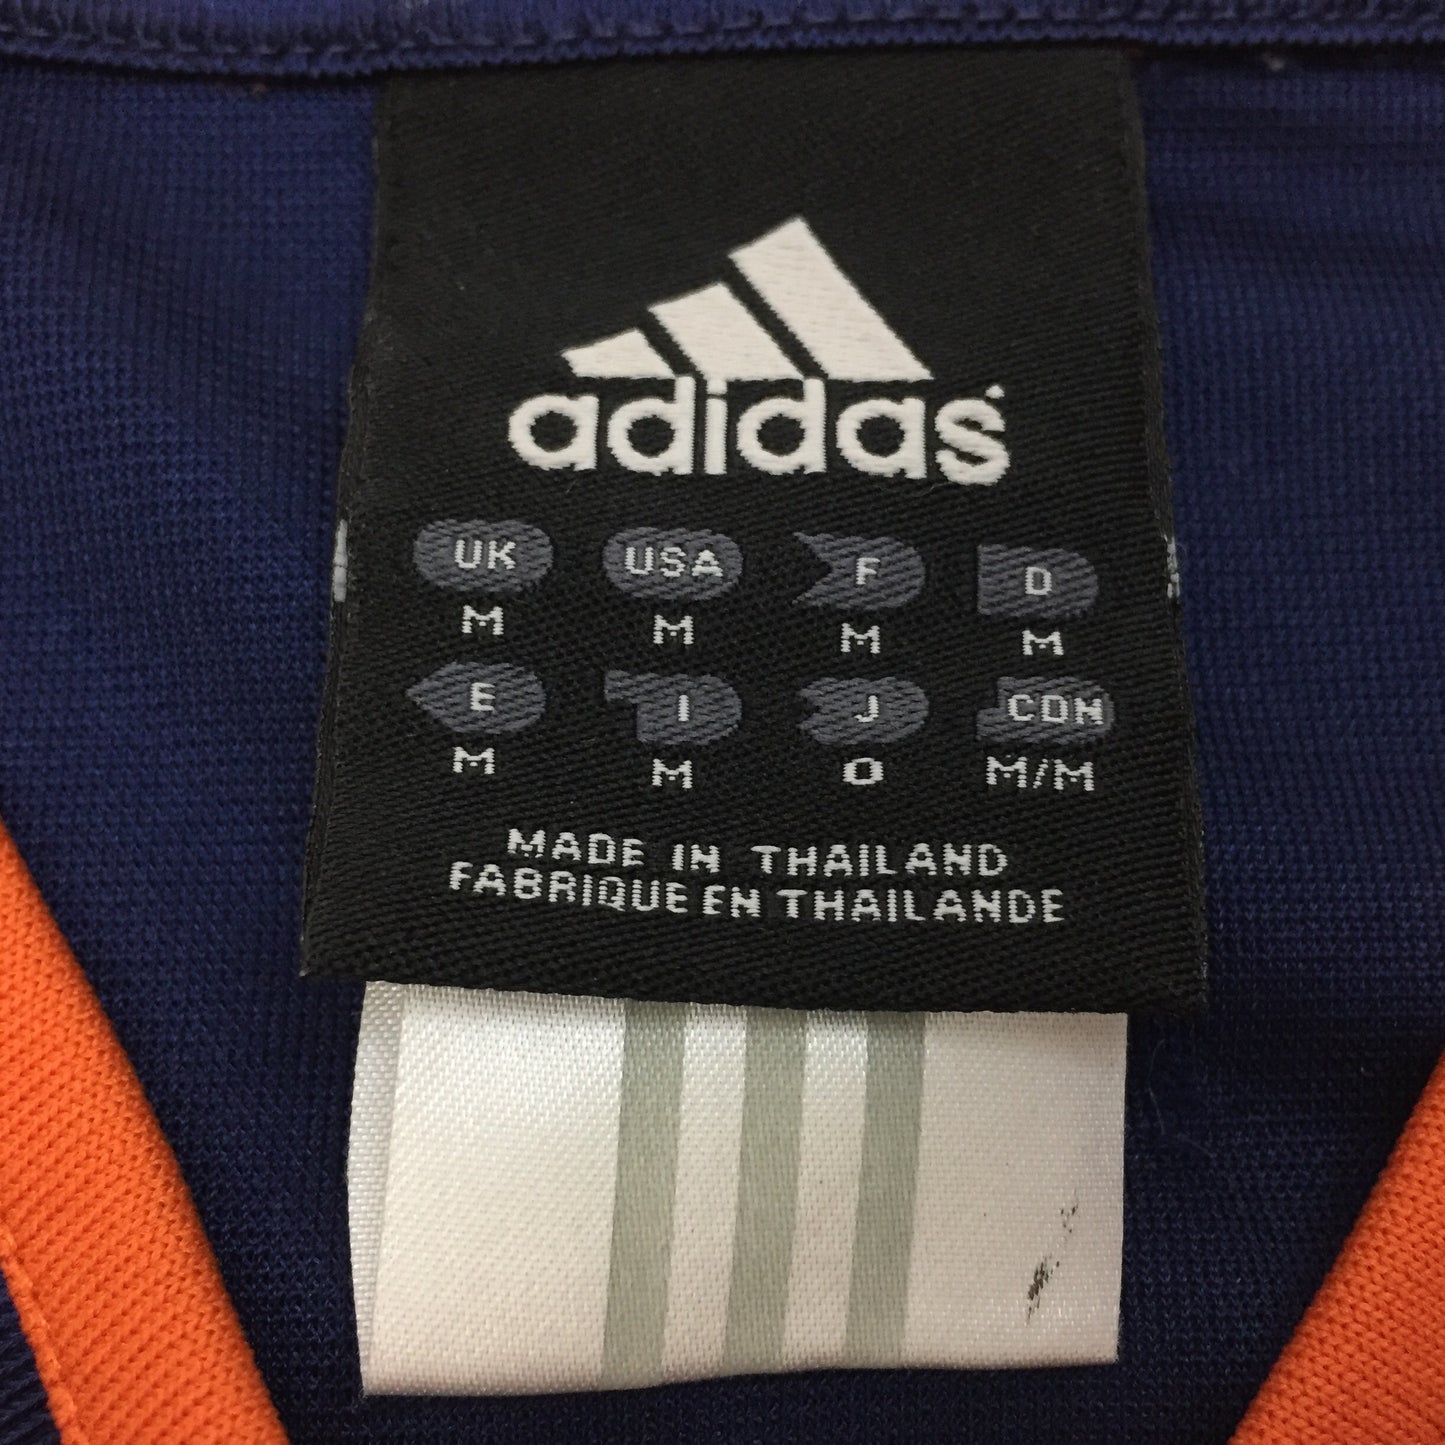 adidas
UK USA F D
M M M M
E I J CDN
M M O M/M
MADE IN THAILAND
FABRIQUE EN THAILANDE